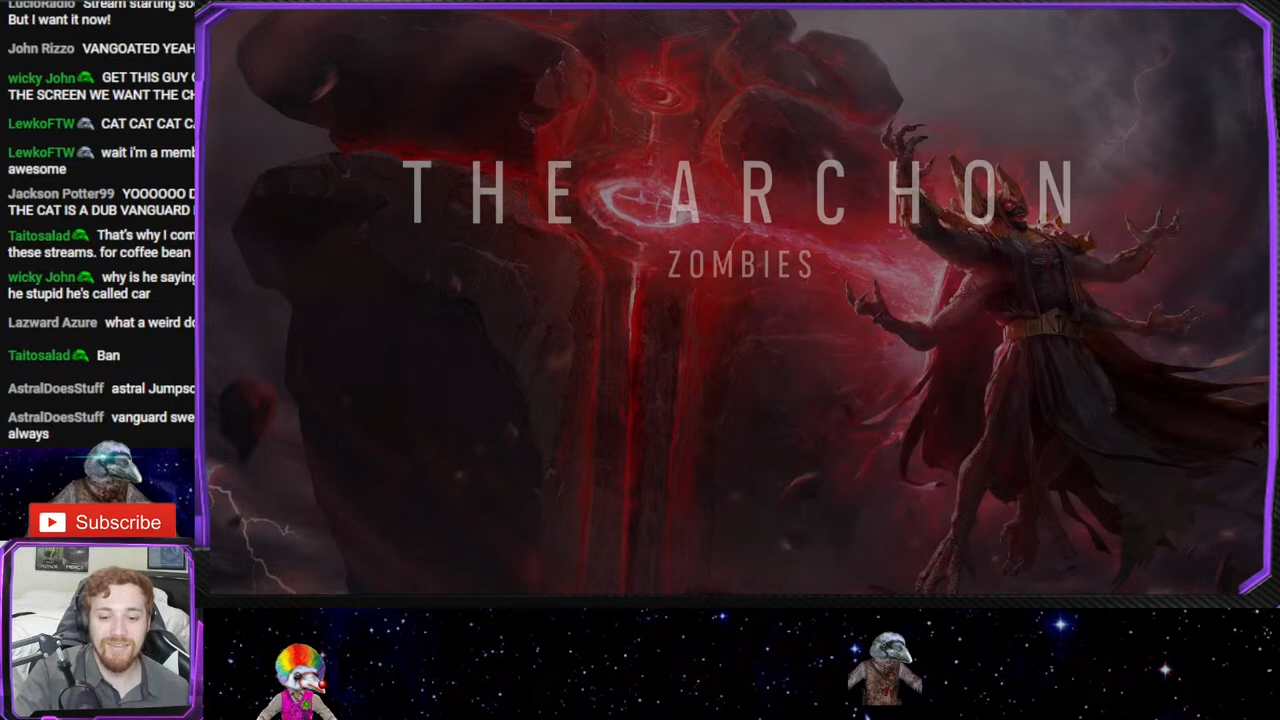 LucioRadio Stream starting so
But I want it now!
John Rizzo VANGOATED YEAH
wicky John GET THIS GUY
THE SCREEN WE WANT THE CH
LewkoFTW CAT CAT CAT
LewkoFTW wait i'm a memb
awesome
Jackson Potter99 YOOOOOO D
THE CAT IS A DUB VANGUARD
Taitosalad That's why I com
these streams. for coffee bean
wicky John why is he saying
he stupid he's called car
Lazward Azure what a weird do
Taitosalad Ban
AstralDoesStuff astral Jumpsc
AstralDoesStuff vanguard swe
always
Subscribe
THE ARCHON
ZOMBIES